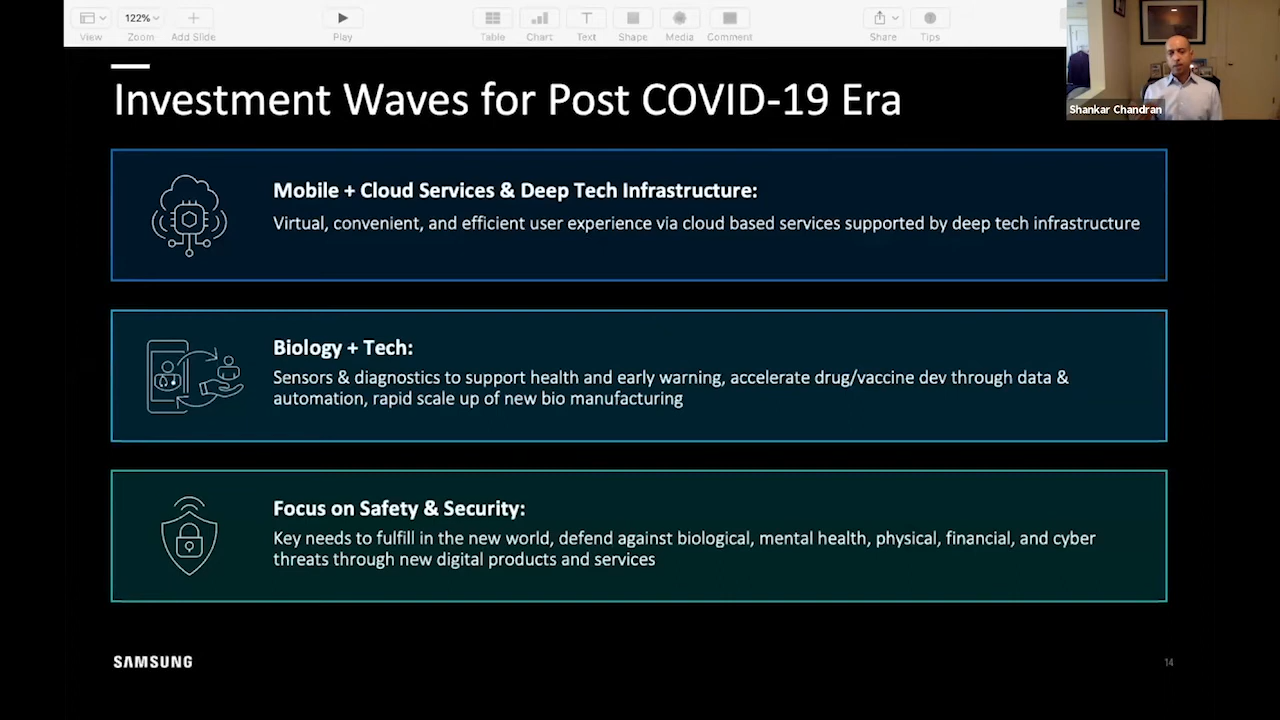 122%
View
Zoom
Add Slide
Play
Table
Chart
Text
Shape
Media
Comment
Share
Tips
Shankar Chandran
Investment Waves for Post COVID-19 Era
Mobile + Cloud Services & Deep Tech Infrastructure:
Virtual, convenient, and efficient user experience via cloud based services supported by deep tech infrastructure
Biology + Tech:
Sensors & diagnostics to support health and early warning, accelerate drug/vaccine dev through data &
automation, rapid scale up of new bio manufacturing
Focus on Safety & Security:
Key needs to fulfill in the new world, defend against biological, mental health, physical, financial, and cyber
threats through new digital products and services
SAMSUNG
14